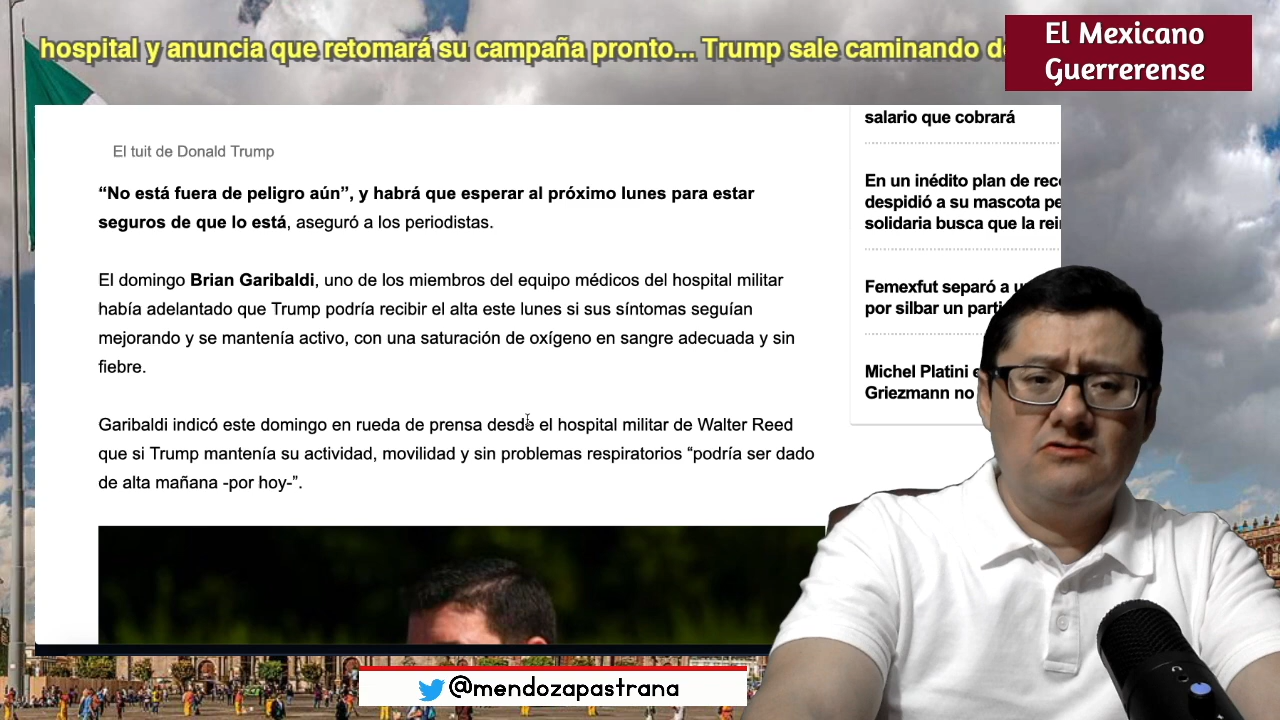 hospital y anuncia que retomará su campaña pronto... Trump sale caminando
El Mexicano
Guerrerense
El tuit de Donald Trump
“No está fuera de peligro aún”, y habrá que esperar al próximo lunes para estar
seguros de que lo está, aseguró a los periodistas.
El domingo Brian Garibaldi, uno de los miembros del equipo médicos del hospital militar
había adelantado que Trump podría recibir el alta este lunes si sus síntomas seguían
mejorando y se mantenía activo, con una saturación de oxígeno en sangre adecuada y sin
fiebre.
Garibaldi indicó este domingo en rueda de prensa desde el hospital militar de Walter Reed
que si Trump mantenía su actividad, movilidad y sin problemas respiratorios “podría ser dado
de alta mañana -por hoy-”.
salario que cobrará
En un inédito plan de
despidió a su mascota
solidaria busca que la
Femexfut separó a
por silbar un
Michel Platini
Griezmann no
@mendozapastrana